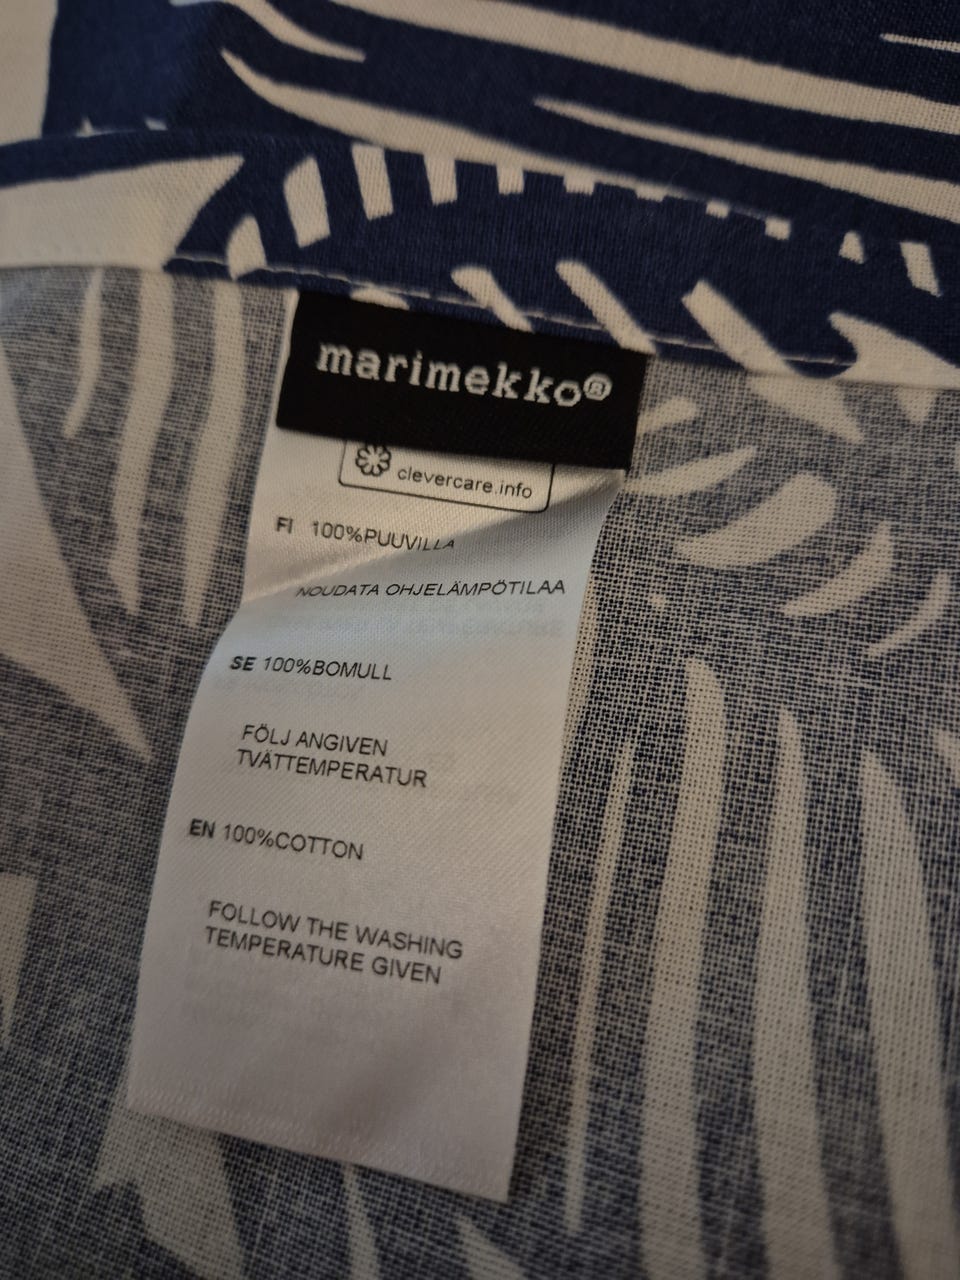 marimekko®
clevercare.info
FI 100%PUUVILLA
NOUDATA OHJELÄMPÖTILAA
SE 100%BOMULL
FÖLJ ANGIVEN
TVÄTTEMPERATUR
EN 100%COTTON
FOLLOW THE WASHING
TEMPERATURE GIVEN